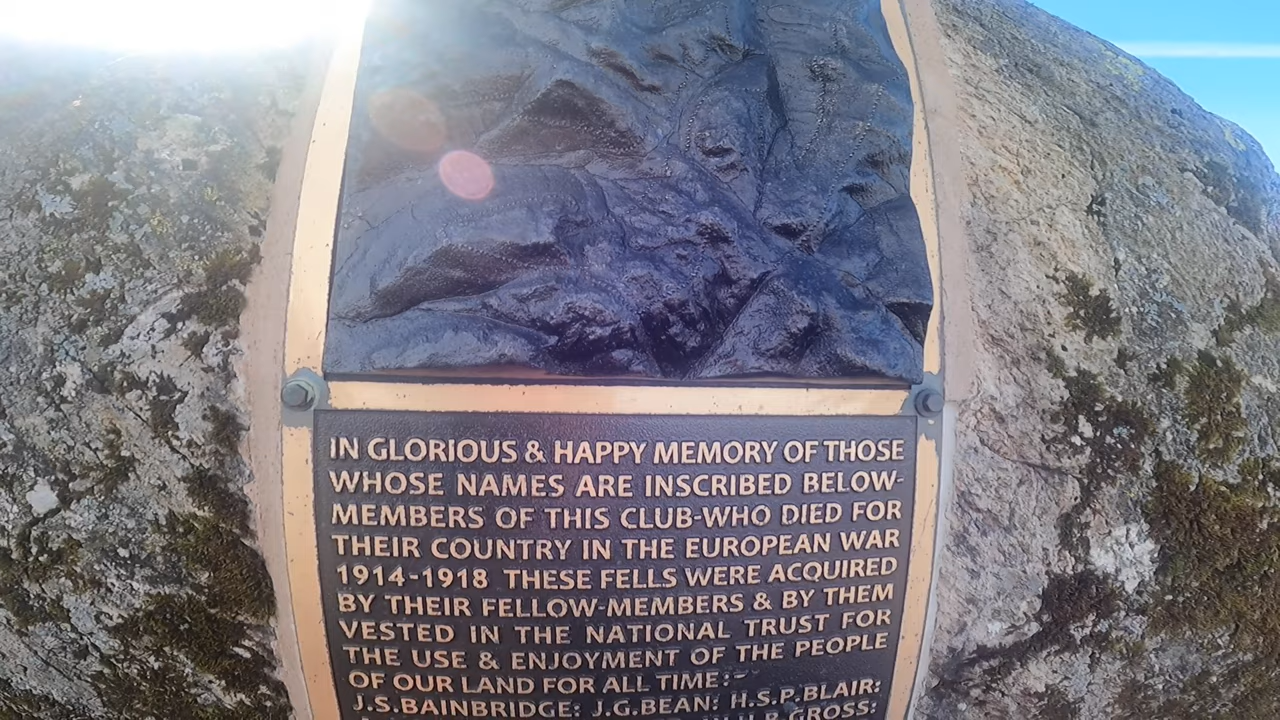 IN GLORIOUS & HAPPY MEMORY OF THOSE
WHOSE NAMES ARE INSCRIBED BELOW-
MEMBERS OF THIS CLUB-WHO DIED FOR
THEIR COUNTRY IN THE EUROPEAN WAR
1914-1918 THESE FELLS WERE ACQUIRED
BY THEIR FELLOW-MEMBERS & BY THEM
VESTED IN THE NATIONAL TRUST FOR
THE USE & ENJOYMENT OF THE PEOPLE
OF OUR LAND FOR ALL TIME:-
J.S.BAINBRIDGE: J.G.BEAN: H.S.P.BLAIR:
GROSS: